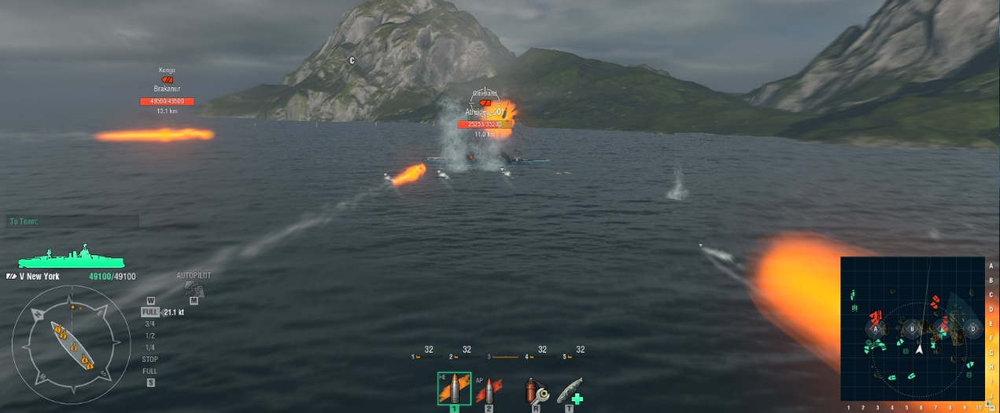 C
Kongo
Brakanur
49500/49500
13.1 km
Cleveland
25253/35200
11.0 km
To Team:
V New York
49100/49100
AUTOPILOT
M
W
FULL 21.1 kt
3/4
1/2
1/4
STOP
FULL
S
N
S
32 32 32 32
1 2 3 4 5
HE AP
1 2 R T
A
B
C
D
E
F
G
H
I
J
A B D
1 2 3 4 5 6 7 8 9 10